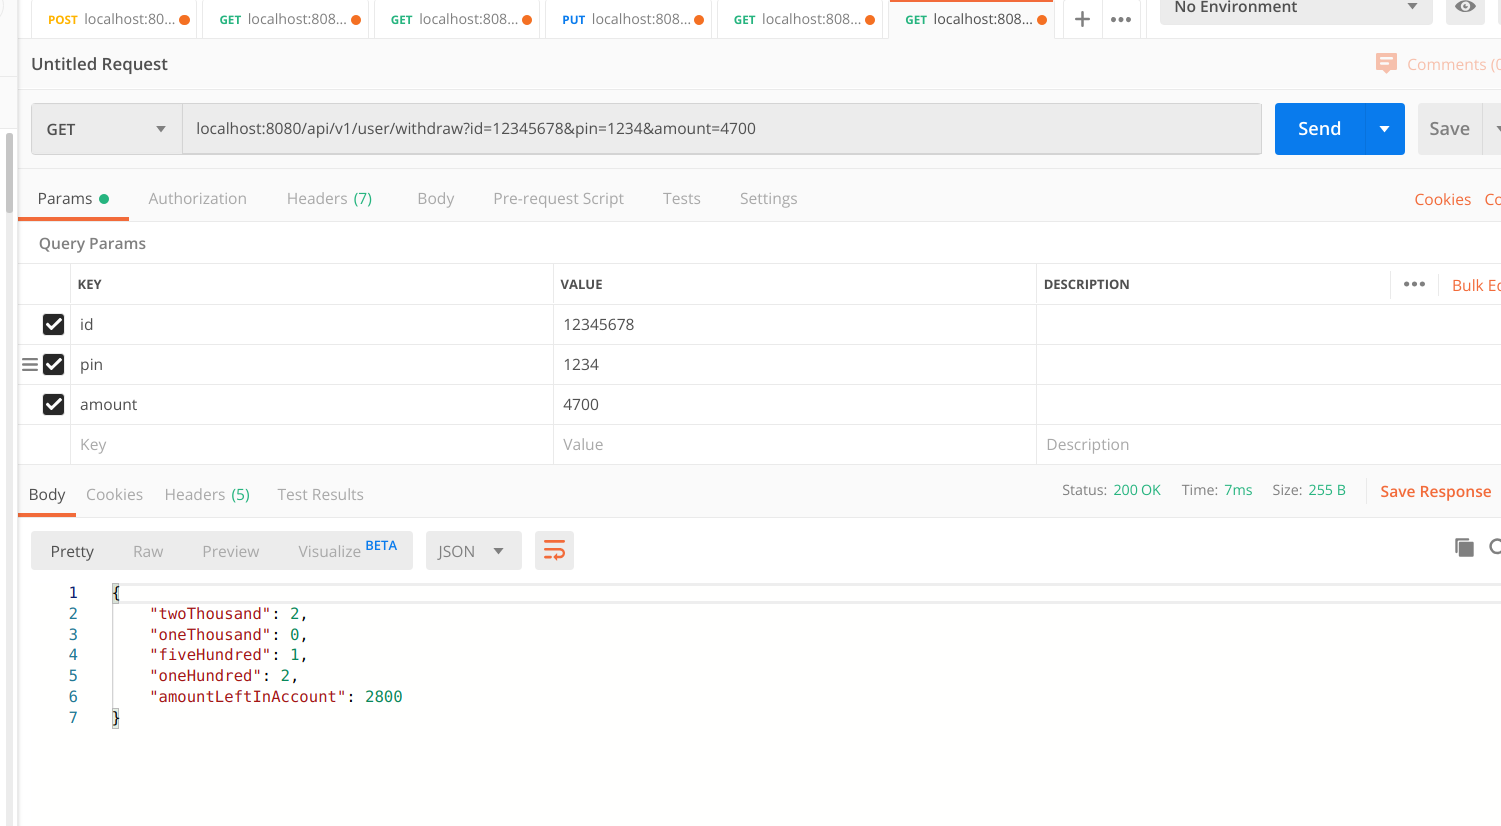 POST localhost:80... GET localhost:808... GET localhost:808... PUT localhost:808... GET localhost:808... GET localhost:808... + ••• No Environment
Untitled Request
Comments (0
GET localhost:8080/api/v1/user/withdraw?id=12345678&pin=1234&amount=4700 Send Save
Params Authorization Headers (7) Body Pre-request Script Tests Settings Cookies Co
Query Params
KEY VALUE DESCRIPTION ••• Bulk Ed
id 12345678
pin 1234
amount 4700
Key Value Description
Body Cookies Headers (5) Test Results Status: 200 OK Time: 7ms Size: 255 B Save Response
Pretty Raw Preview Visualize BETA JSON
1 {
2 "twoThousand": 2,
3 "oneThousand": 0,
4 "fiveHundred": 1,
5 "oneHundred": 2,
6 "amountLeftInAccount": 2800
7 }